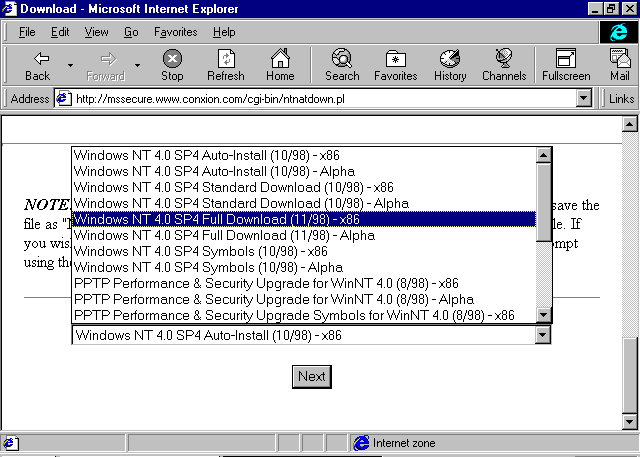 Download - Microsoft Internet Explorer
File Edit View Go Favorites Help
Back Forward Stop Refresh Home Search Favorites History Channels Fullscreen Mail
Address http://mssecure.www.conxion.com/cgi-bin/ntnatdown.pl Links
Windows NT 4.0 SP4 Auto-Install (10/98) - x86
Windows NT 4.0 SP4 Auto-Install (10/98) - Alpha
Windows NT 4.0 SP4 Standard Download (10/98) - x86
NOTE Windows NT 4.0 SP4 Standard Download (10/98) - Alpha save the
file as "I Windows NT 4.0 SP4 Full Download (11/98) - x86 le. If
you wis Windows NT 4.0 SP4 Full Download (11/98) - Alpha mpt
Windows NT 4.0 SP4 Symbols (10/98) - x86
using the Windows NT 4.0 SP4 Symbols (10/98) - Alpha
PPTP Performance & Security Upgrade for WinNT 4.0 (8/98) - x86
PPTP Performance & Security Upgrade for WinNT 4.0 (8/98) - Alpha
PPTP Performance & Security Upgrade Symbols for WinNT 4.0 (8/98) - x86
Windows NT 4.0 SP4 Auto-Install (10/98) - x86
Next
Internet zone